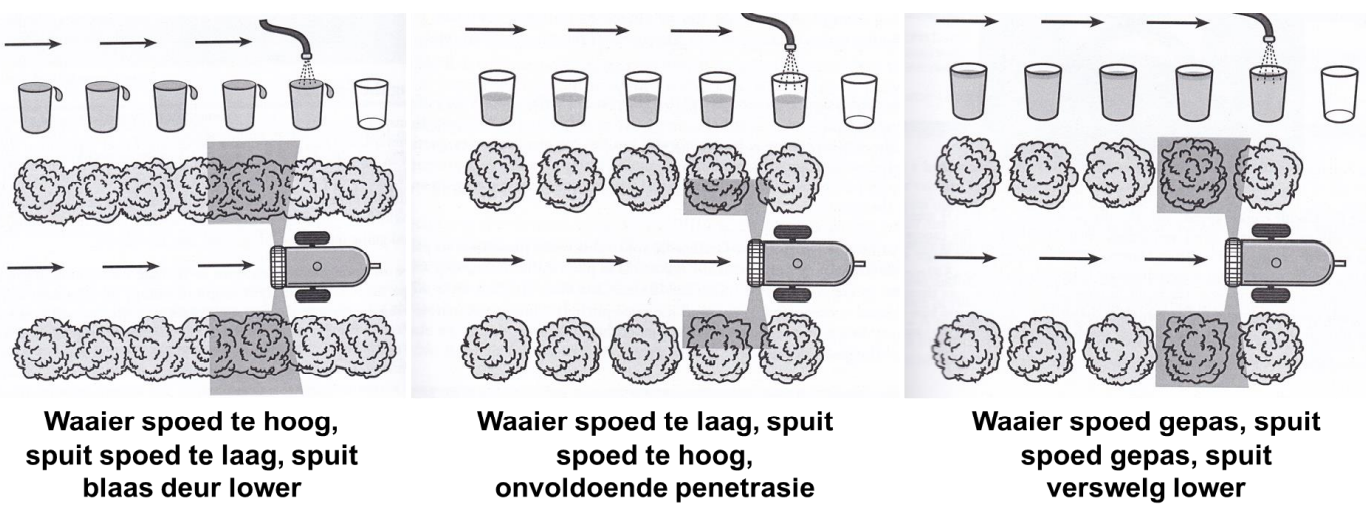 Waaier spoed te hoog,
spuit spoed te laag, spuit
blaas deur lower
Waaier spoed te laag, spuit
spoed te hoog,
onvoldoende penetrasie
Waaier spoed gepas, spuit
spoed gepas, spuit
verswelg lower